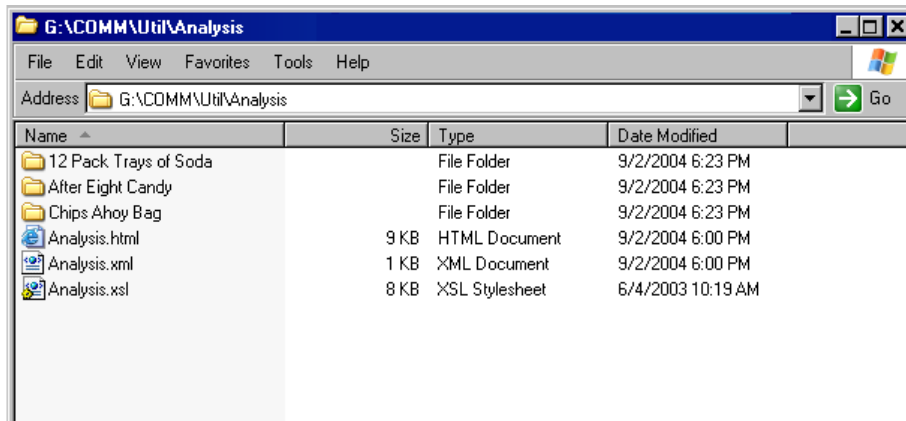 G:\COMM\Util\Analysis
File Edit View Favorites Tools Help
Address G:\COMM\Util\Analysis Go
Name Size Type Date Modified
12 Pack Trays of Soda File Folder 9/2/2004 6:23 PM
After Eight Candy File Folder 9/2/2004 6:23 PM
Chips Ahoy Bag File Folder 9/2/2004 6:23 PM
Analysis.html 9 KB HTML Document 9/2/2004 6:00 PM
Analysis.xml 1 KB XML Document 9/2/2004 6:00 PM
Analysis.xsl 8 KB XSL Stylesheet 6/4/2003 10:19 AM